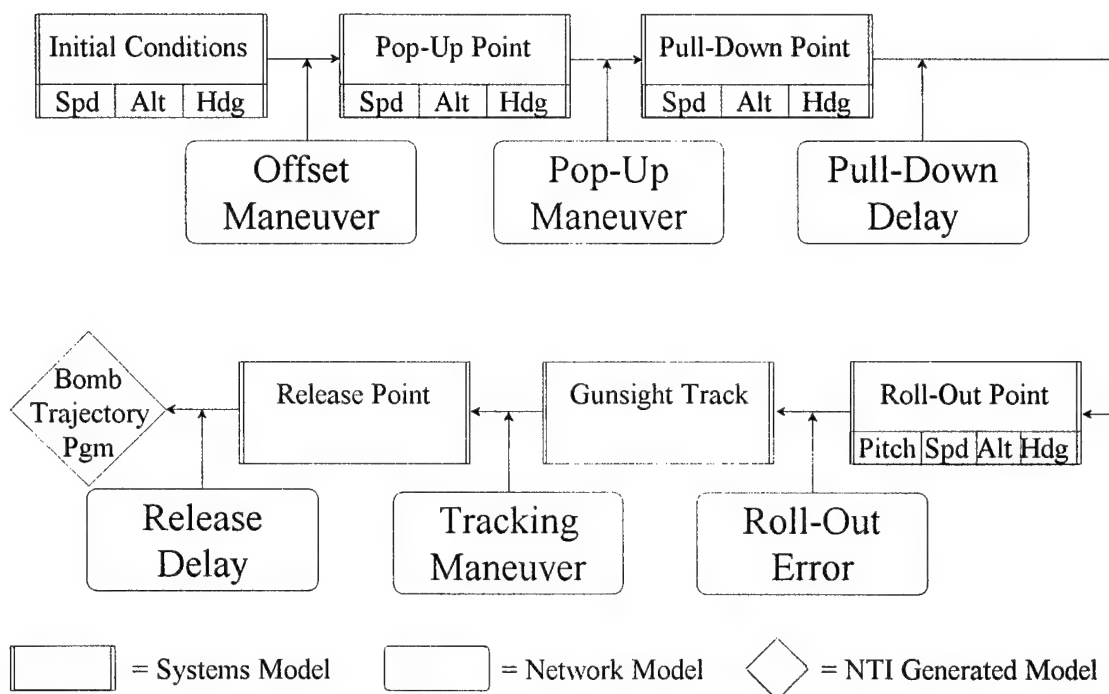 Initial Conditions
Spd Alt Hdg
Pop-Up Point
Spd Alt Hdg
Pull-Down Point
Spd Alt Hdg
Offset
Maneuver
Pop-Up
Maneuver
Pull-Down
Delay
Bomb
Trajectory
Pgm
Release Point
Gunsight Track
Roll-Out Point
Pitch Spd Alt Hdg
Release
Delay
Tracking
Maneuver
Roll-Out
Error
= Systems Model
= Network Model
= NTI Generated Model